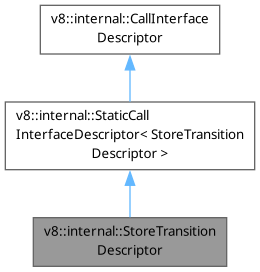 v8::internal::CallInterface
Descriptor
v8::internal::StaticCall
InterfaceDescriptor< StoreTransition
Descriptor >
v8::internal::StoreTransition
Descriptor